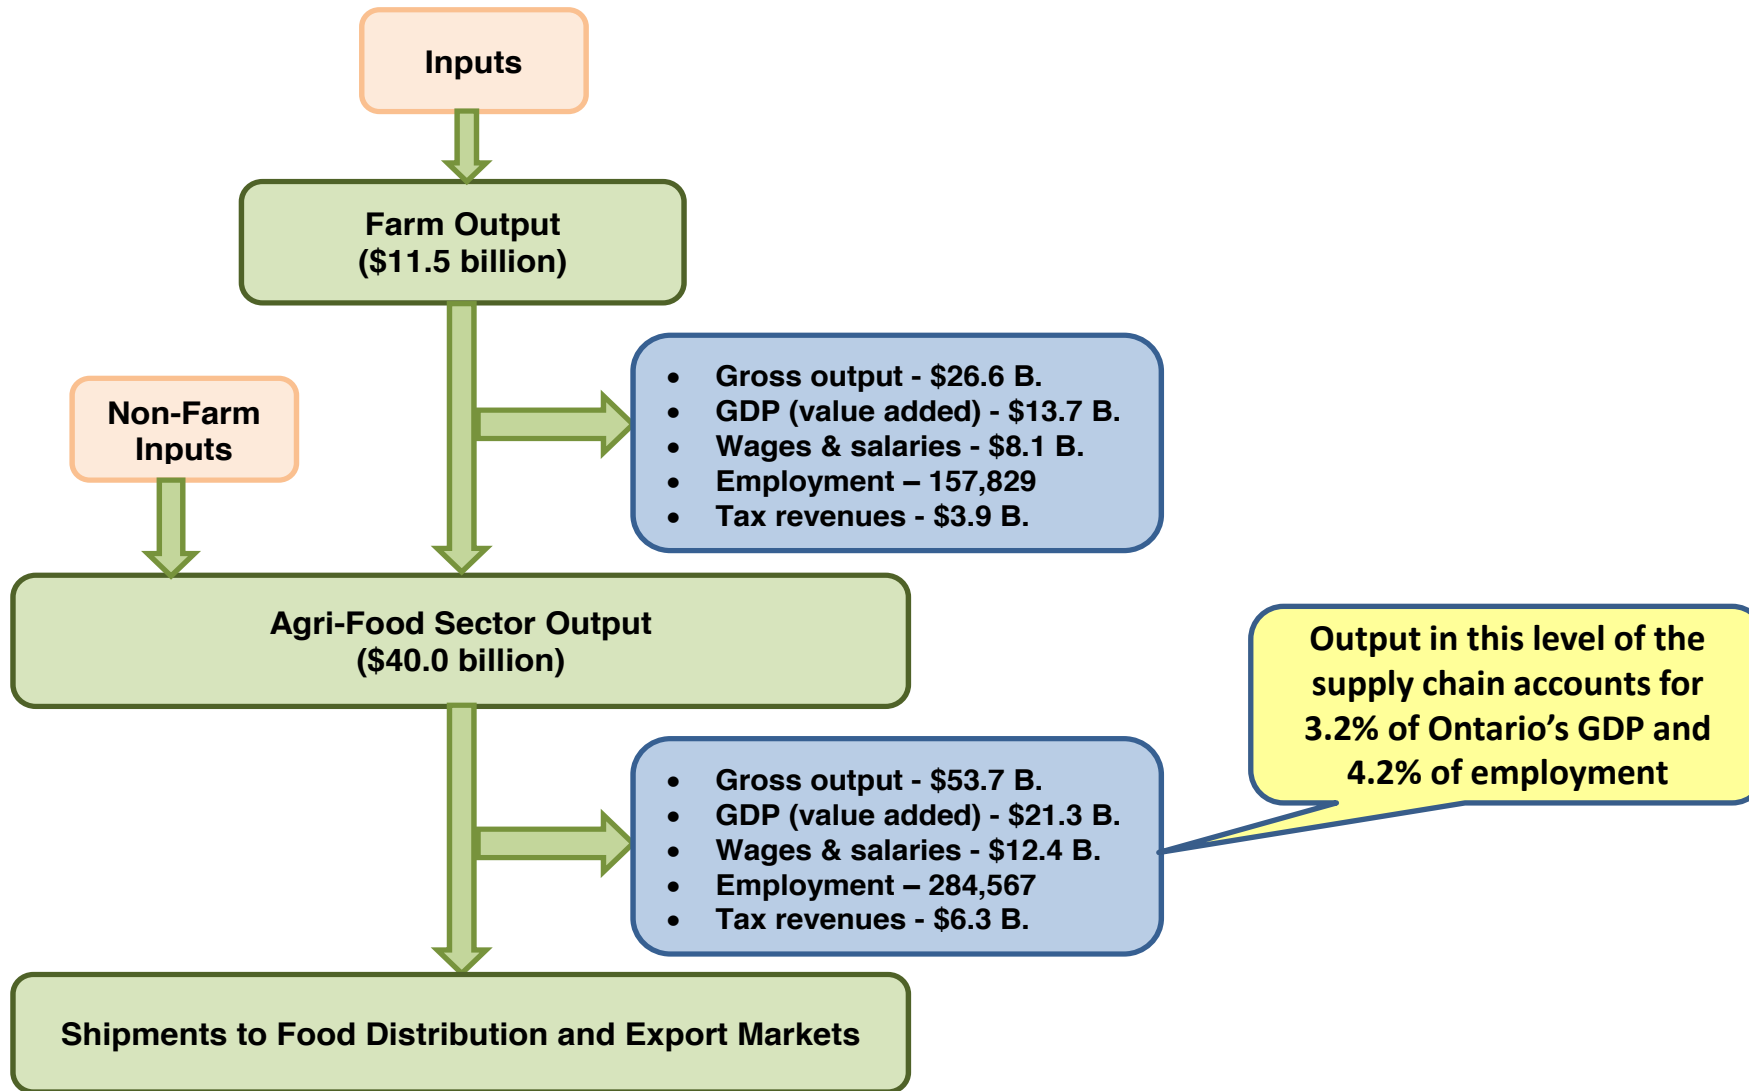 Inputs
Farm Output
($11.5 billion)
• Gross output - $26.6 B.
• GDP (value added) - $13.7 B.
• Wages & salaries - $8.1 B.
• Employment – 157,829
• Tax revenues - $3.9 B.
Non-Farm
Inputs
Agri-Food Sector Output
($40.0 billion)
Output in this level of the
supply chain accounts for
3.2% of Ontario’s GDP and
4.2% of employment
• Gross output - $53.7 B.
• GDP (value added) - $21.3 B.
• Wages & salaries - $12.4 B.
• Employment – 284,567
• Tax revenues - $6.3 B.
Shipments to Food Distribution and Export Markets